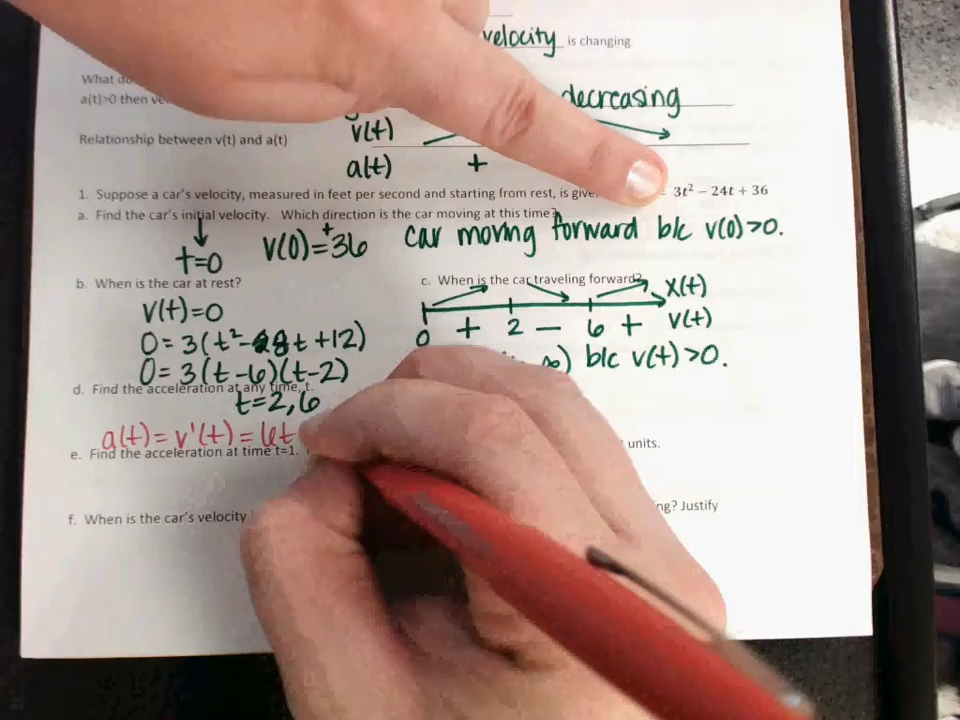 velocity is changing
What do
a(t)>0 then ve decreasing
Relationship between v(t) and a(t) v(t)
a(t) +
1. Suppose a car's velocity, measured in feet per second and starting from rest, is give = 3t² − 24t + 36
a. Find the car's initial velocity. Which direction is the car moving at this time?
t=0 v(0)=+36 car moving forward b/c v(0)>0.
b. When is the car at rest? c. When is the car traveling forward?
v(t)=0 x(t)
0 + 2 − 6 + v(t)
0=3(t²−8t+12)
∞) b/c v(t)>0.
0=3(t−6)(t−2)
d. Find the acceleration at any time, t.
t=2,6
a(t)=v'(t)=6t
e. Find the acceleration at time t=1. units.
f. When is the car's velocity ng? Justify